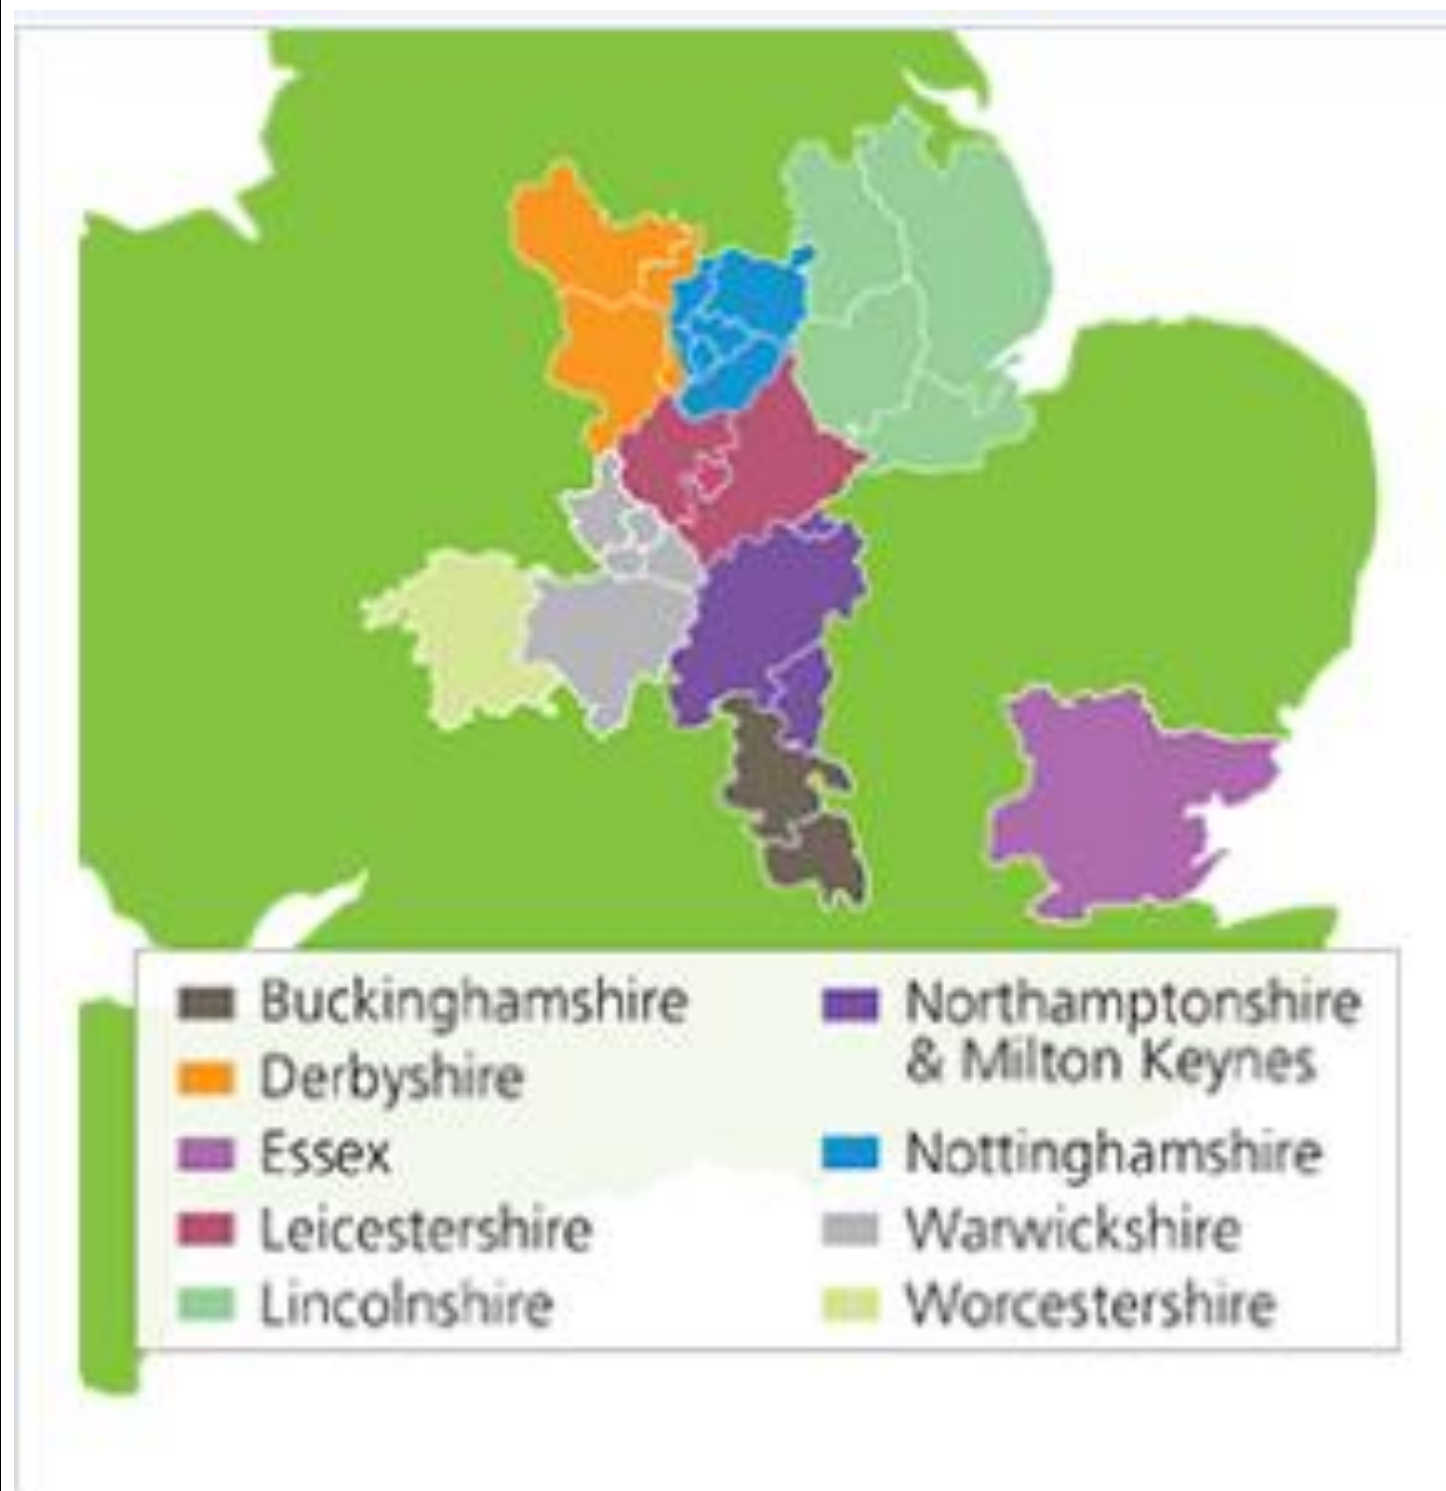 Buckinghamshire
Derbyshire
Essex
Leicestershire
Lincolnshire
Northamptonshire
& Milton Keynes
Nottinghamshire
Warwickshire
Worcestershire